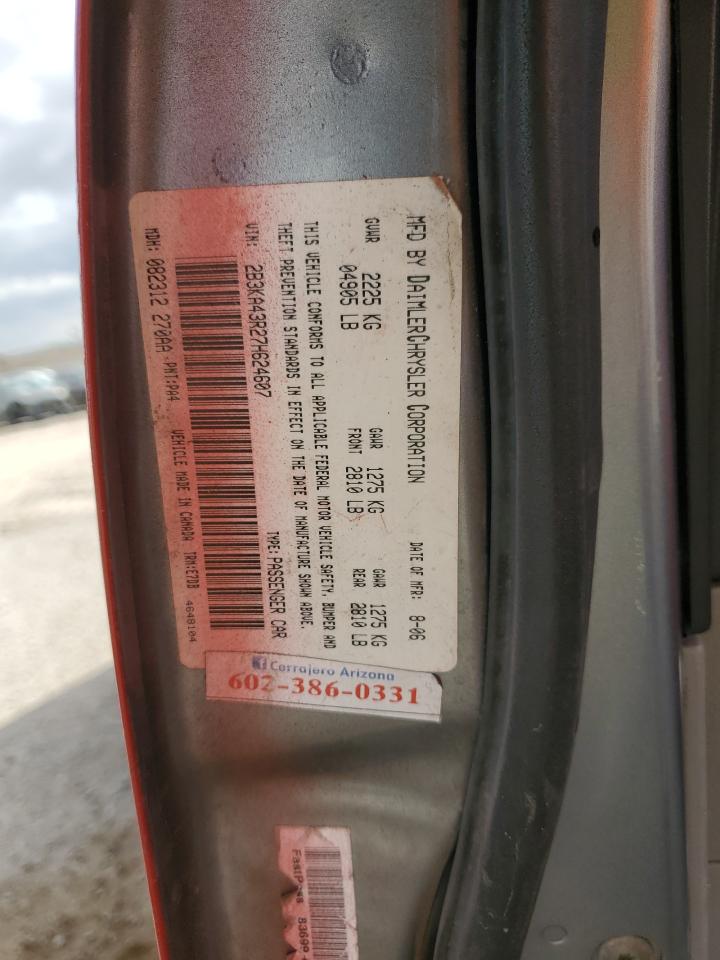 MFD BY DAIMLERCHRYSLER CORPORATION DATE OF MFR: 8-06
GVWR 2225 KG GAWR 1275 KG GAWR 1275 KG
04905 LB FRONT 2810 LB REAR 2810 LB
THIS VEHICLE CONFORMS TO ALL APPLICABLE FEDERAL MOTOR VEHICLE SAFETY, BUMPER AND
THEFT PREVENTION STANDARDS IN EFFECT ON THE DATE OF MANUFACTURE SHOWN ABOVE.
VIN: 2B3KA43R27H624607 TYPE: PASSENGER CAR
MDH: 082312 270AA PNT:PA4 VEHICLE MADE IN CANADA TRM:E7DB 4648104
Cerrajero Arizona
602-386-0331
83699